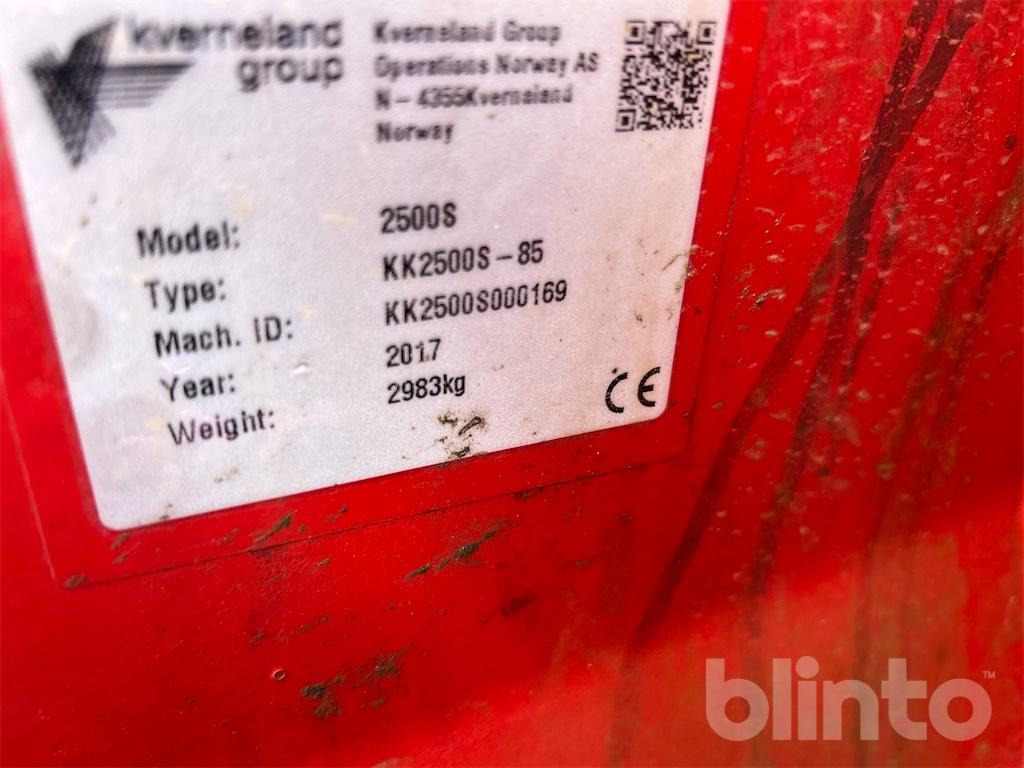 kverneland
group
Kverneland Group
Operations Norway AS
N-4355Kverneland
Norway
Model: 2500S
Type: KK2500S-85
Mach. ID: KK2500S000169
Year: 2017
Weight: 2983kg
CE
blinto™